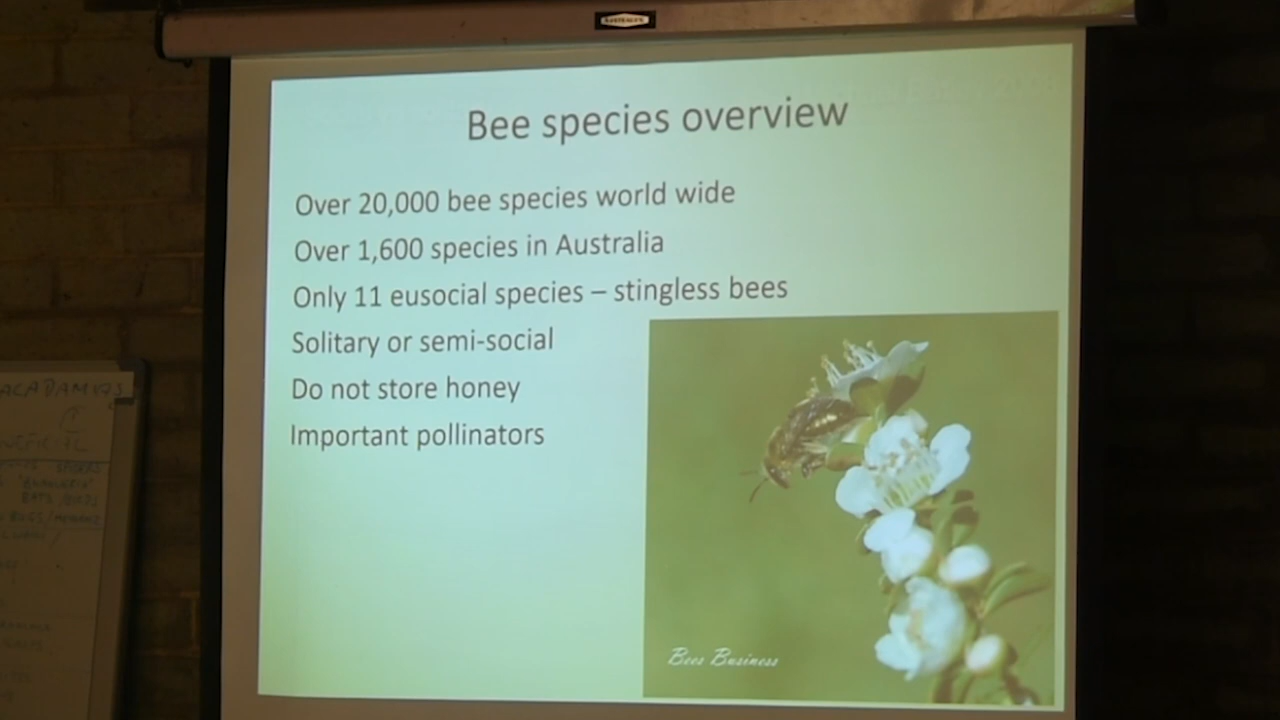 Bee species overview
Over 20,000 bee species world wide
Over 1,600 species in Australia
Only 11 eusocial species – stingless bees
Solitary or semi-social
Do not store honey
Important pollinators
Bees Business